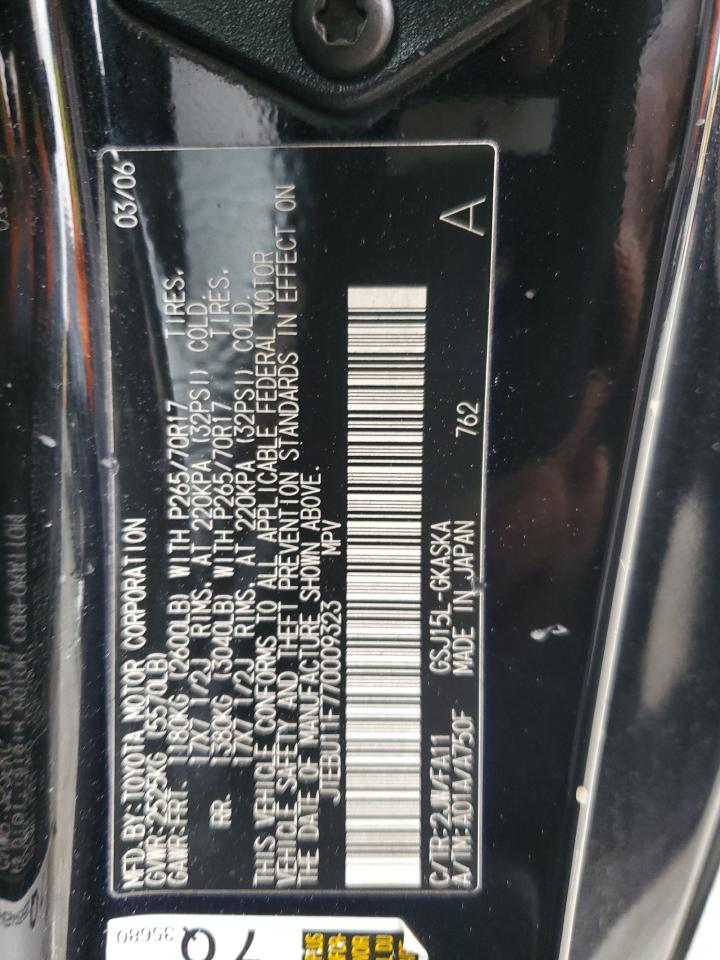 MFD. BY: TOYOTA MOTOR CORPORATION 03/06
GVWR: 2525KG (5570LB)
GAWR: FRT 1180KG (2600LB) WITH P265/70R17 TIRES,
17X7 1/2J RIMS, AT 220KPA (32PSI) COLD.
RR. 1380KG (3040LB) WITH P265/70R17 TIRES,
17X7 1/2J RIMS, AT 220KPA (32PSI) COLD.
THIS VEHICLE CONFORMS TO ALL APPLICABLE FEDERAL MOTOR
VEHICLE SAFETY AND THEFT PREVENTION STANDARDS IN EFFECT ON
THE DATE OF MANUFACTURE SHOWN ABOVE.
JTEBU11F770009323 MPV
C/TR: 2JW/FA11 GSJ15L-GKASKA
A/TM: A01A/A750F MADE IN JAPAN 762 A
7Q
35680